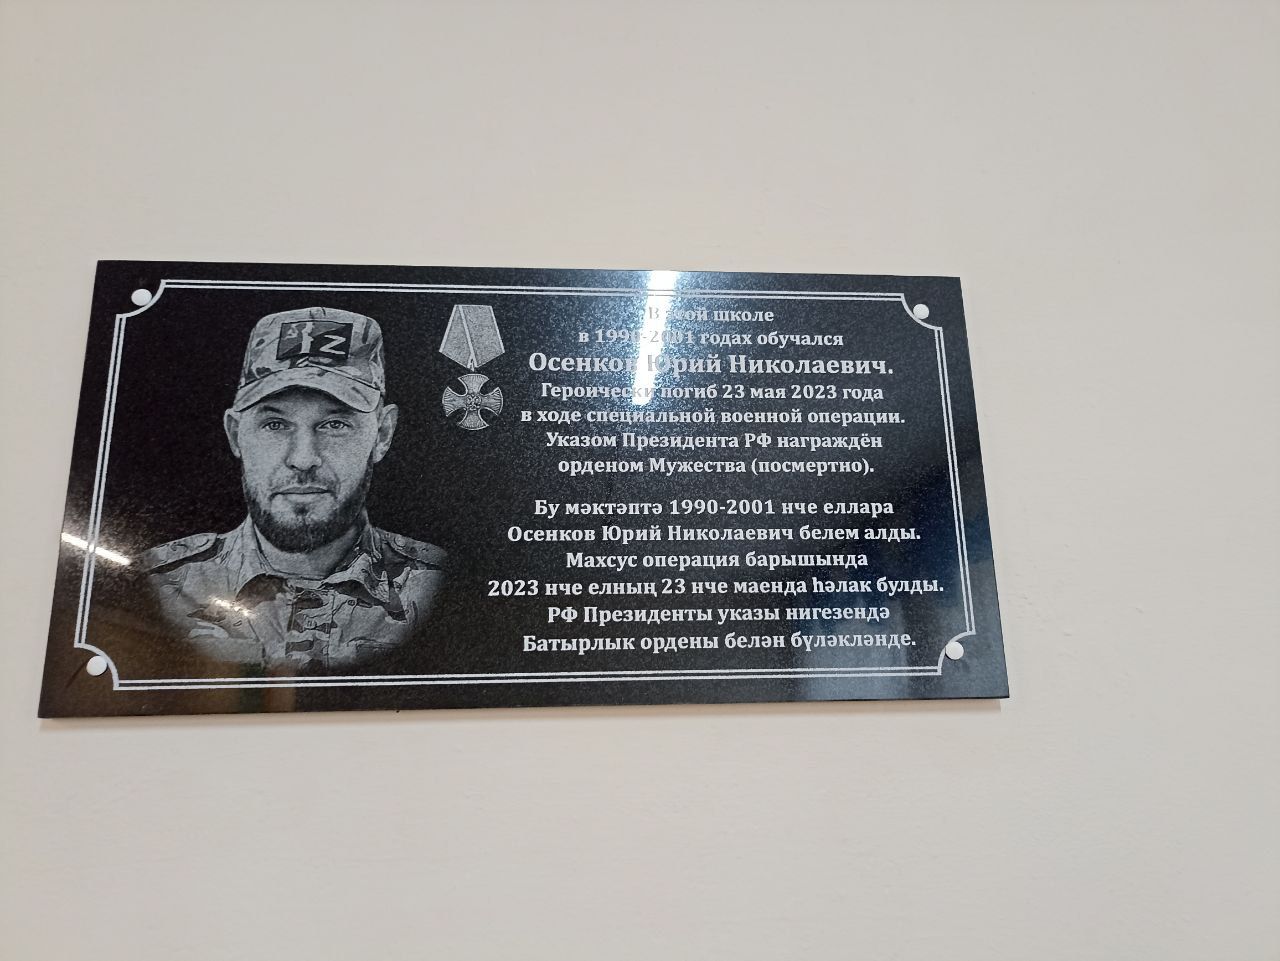 В этой школе
в 1990-2001 годах обучался
Осенков Юрий Николаевич.
Героически погиб 23 мая 2023 года
в ходе специальной военной операции.
Указом Президента РФ награждён
орденом Мужества (посмертно).
Бу мәктәптә 1990-2001 нче еллара
Осенков Юрий Николаевич белем алды.
Махсус операция барышында
2023 нче елның 23 нче маенда һәлак булды.
РФ Президенты указы нигезендә
Батырлык ордены белән бүләкләнде.
Z